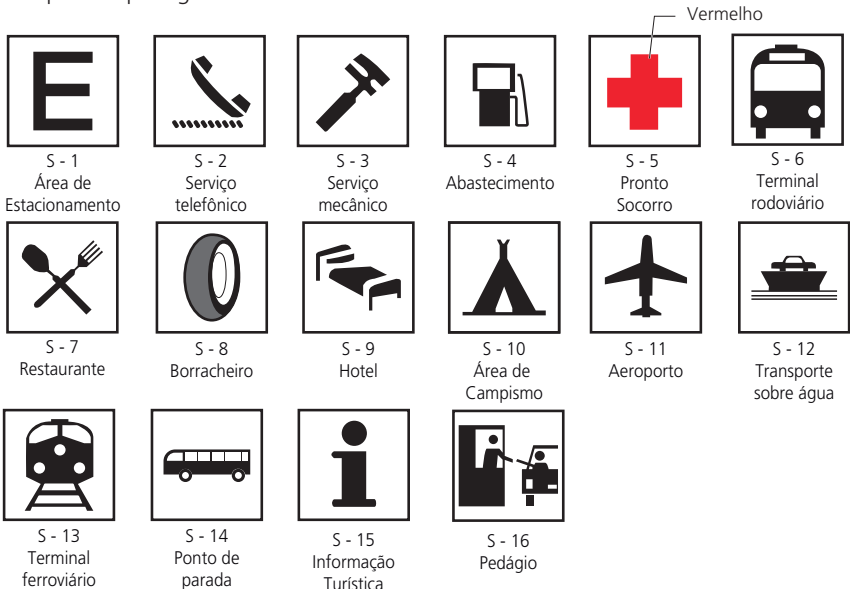 Vermelho
E
S - 1
Área de
Estacionamento
S - 2
Serviço
telefônico
S - 3
Serviço
mecânico
S - 4
Abastecimento
S - 5
Pronto
Socorro
S - 6
Terminal
rodoviário
S - 7
Restaurante
S - 8
Borracheiro
S - 9
Hotel
S - 10
Área de
Campismo
S - 11
Aeroporto
S - 12
Transporte
sobre água
S - 13
Terminal
ferroviário
S - 14
Ponto de
parada
i
S - 15
Informação
Turística
S - 16
Pedágio